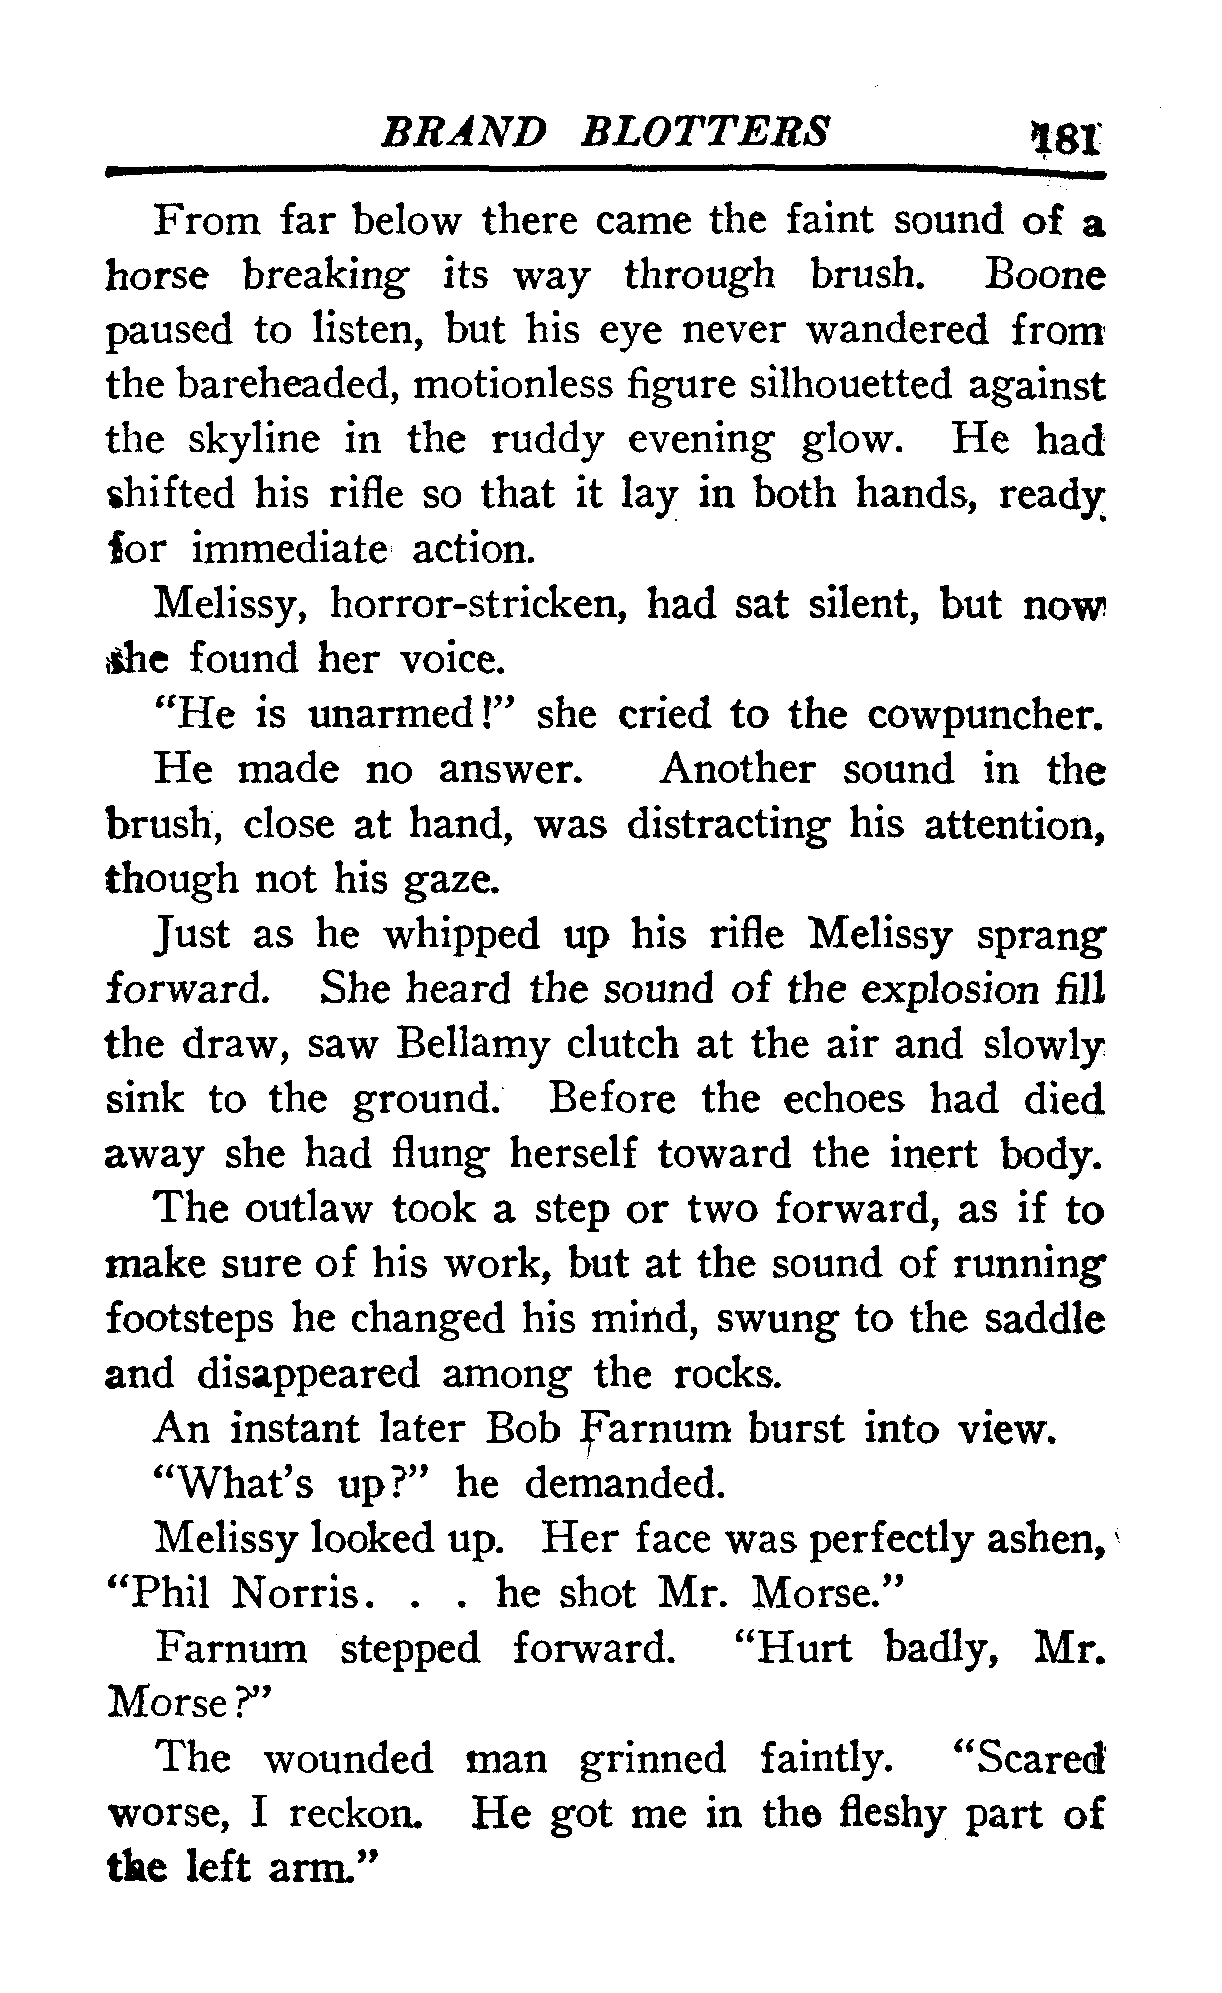 BRAND BLOTTERS 181
From far below there came the faint sound of a
horse breaking its way through brush. Boone
paused to listen, but his eye never wandered from
the bareheaded, motionless figure silhouetted against
the skyline in the ruddy evening glow. He had
shifted his rifle so that it lay in both hands, ready
for immediate action.
Melissy, horror-stricken, had sat silent, but now
she found her voice.
“He is unarmed!” she cried to the cowpuncher.
He made no answer. Another sound in the
brush, close at hand, was distracting his attention,
though not his gaze.
Just as he whipped up his rifle Melissy sprang
forward. She heard the sound of the explosion fill
the draw, saw Bellamy clutch at the air and slowly
sink to the ground. Before the echoes had died
away she had flung herself toward the inert body.
The outlaw took a step or two forward, as if to
make sure of his work, but at the sound of running
footsteps he changed his mind, swung to the saddle
and disappeared among the rocks.
An instant later Bob Farnum burst into view.
“What's up?” he demanded.
Melissy looked up. Her face was perfectly ashen,
“Phil Norris. . . he shot Mr. Morse.”
Farnum stepped forward. “Hurt badly, Mr.
Morse?”
The wounded man grinned faintly. “Scared
worse, I reckon. He got me in the fleshy part of
the left arm.”